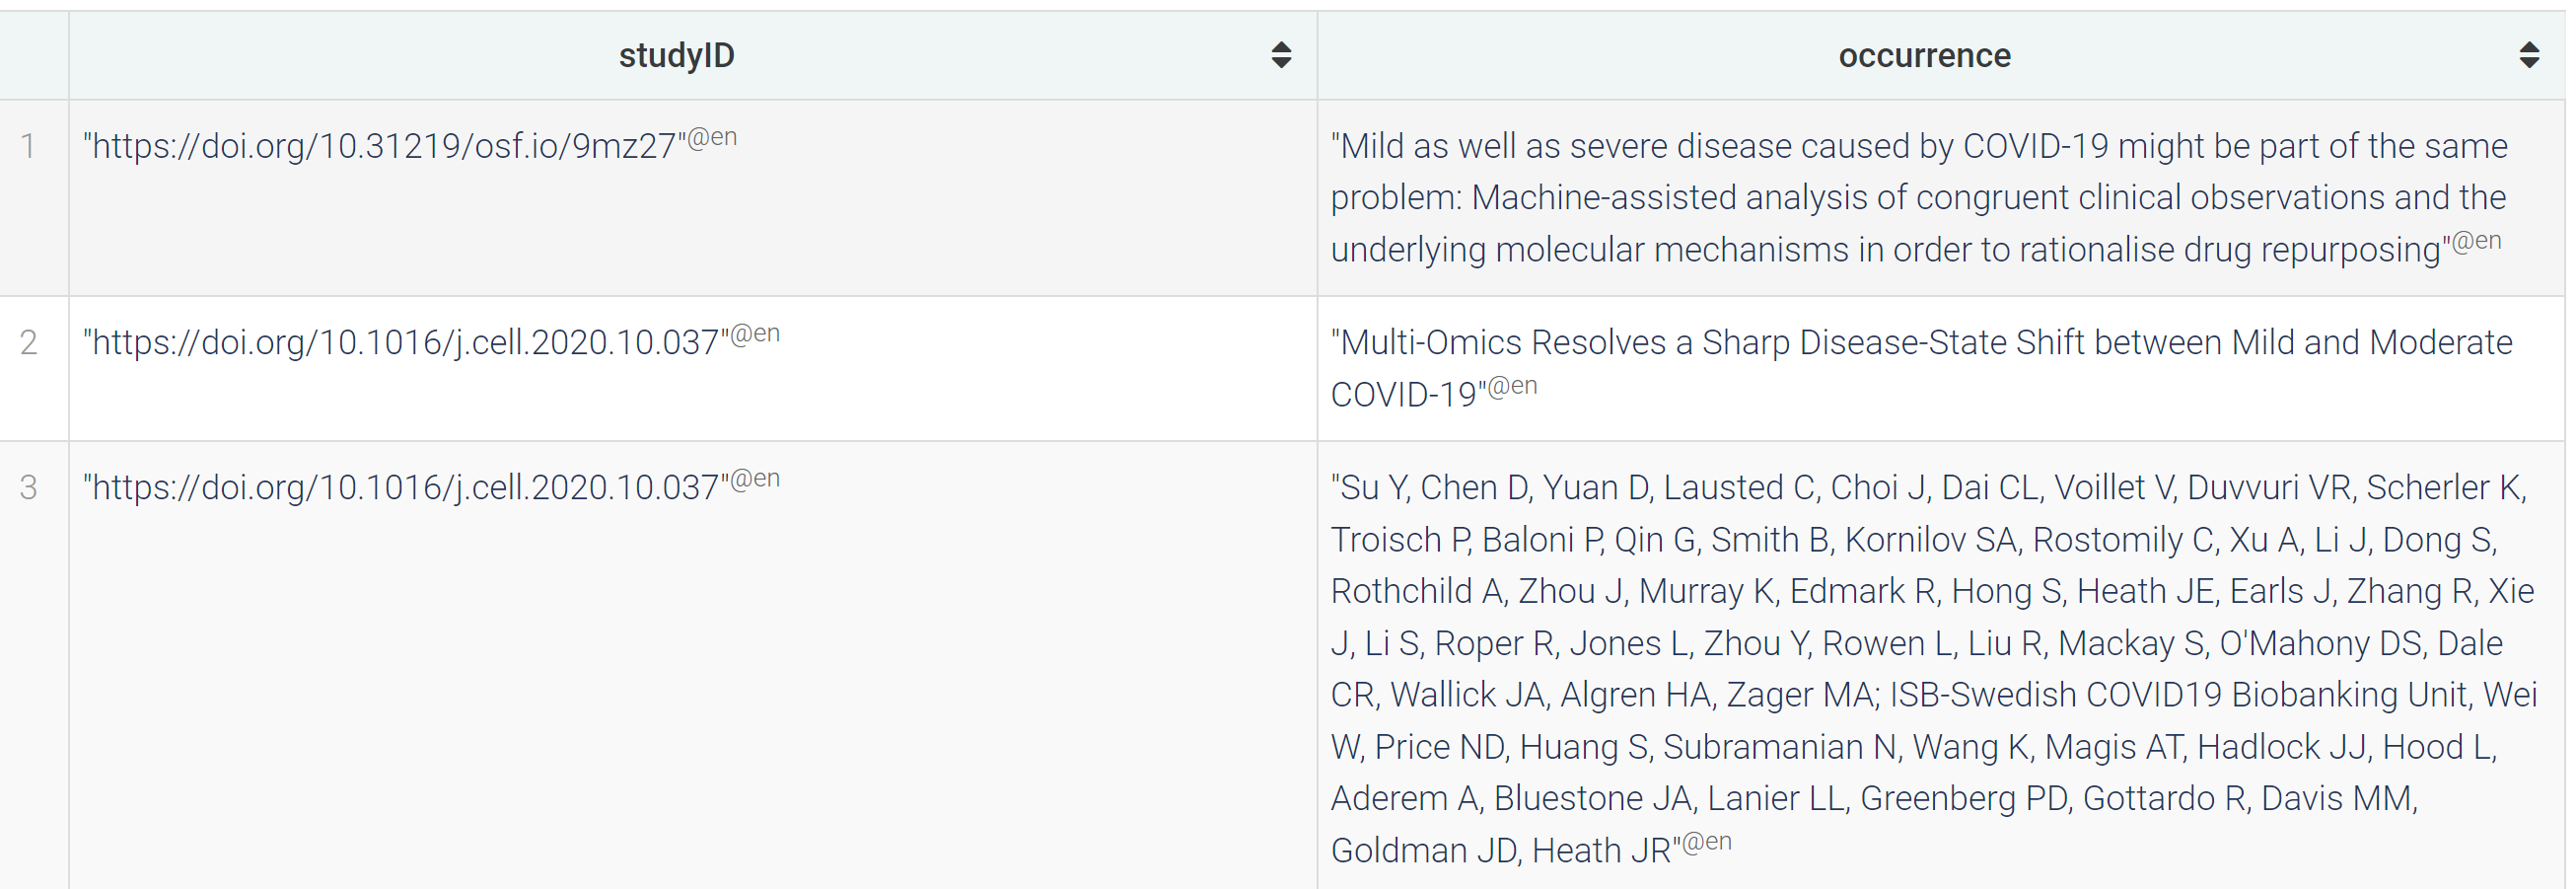 studyID occurrence
1 "https://doi.org/10.31219/osf.io/9mz27"@en "Mild as well as severe disease caused by COVID-19 might be part of the same
problem: Machine-assisted analysis of congruent clinical observations and the
underlying molecular mechanisms in order to rationalise drug repurposing"@en
2 "https://doi.org/10.1016/j.cell.2020.10.037"@en "Multi-Omics Resolves a Sharp Disease-State Shift between Mild and Moderate
COVID-19"@en
3 "https://doi.org/10.1016/j.cell.2020.10.037"@en "Su Y, Chen D, Yuan D, Lausted C, Choi J, Dai CL, Voillet V, Duvvuri VR, Scherler K,
Troisch P, Baloni P, Qin G, Smith B, Kornilov SA, Rostomily C, Xu A, Li J, Dong S,
Rothchild A, Zhou J, Murray K, Edmark R, Hong S, Heath JE, Earls J, Zhang R, Xie
J, Li S, Roper R, Jones L, Zhou Y, Rowen L, Liu R, Mackay S, O'Mahony DS, Dale
CR, Wallick JA, Algren HA, Zager MA; ISB-Swedish COVID19 Biobanking Unit, Wei
W, Price ND, Huang S, Subramanian N, Wang K, Magis AT, Hadlock JJ, Hood L,
Aderem A, Bluestone JA, Lanier LL, Greenberg PD, Gottardo R, Davis MM,
Goldman JD, Heath JR"@en